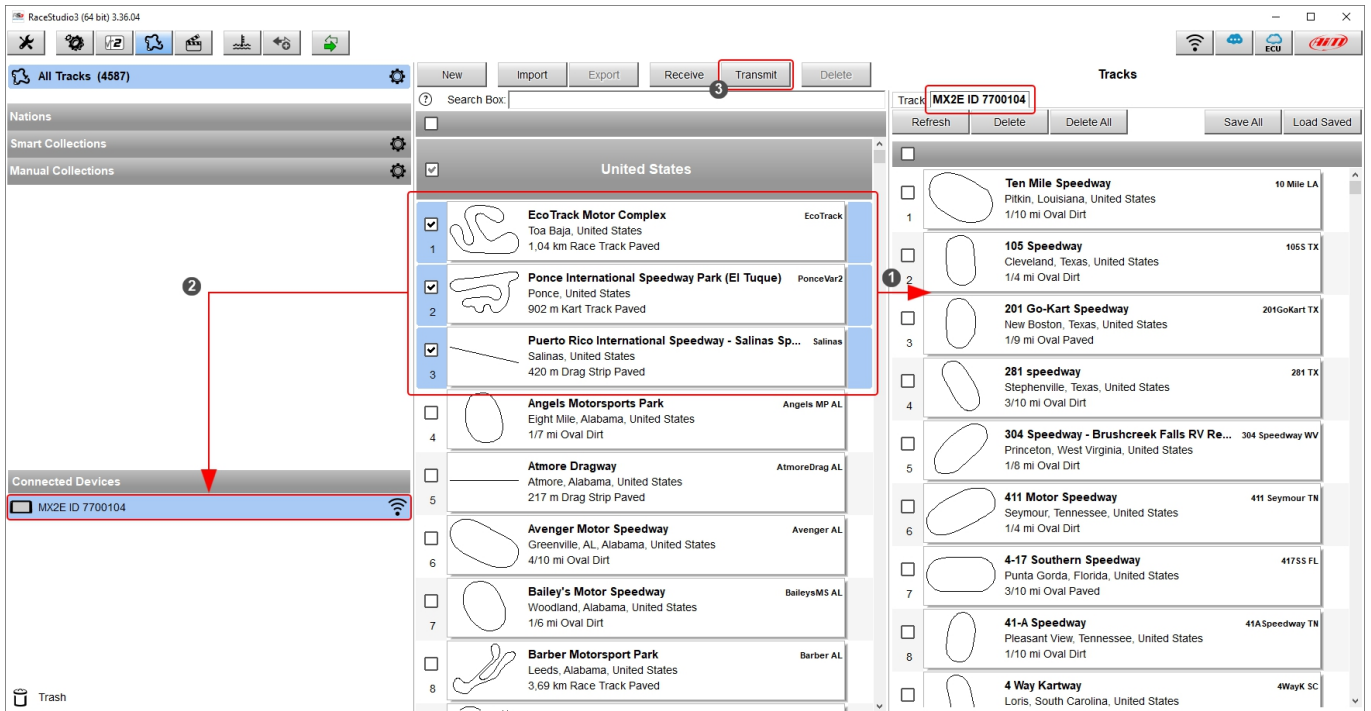 RaceStudio3 (64 bit) 3.36.04
ECU
AiM
All Tracks (4587)
Nations
Smart Collections
Manual Collections
2
Connected Devices
MX2E ID 7700104
Trash
New Import Export Receive Transmit Delete
3
Search Box:
United States
1
EcoTrack Motor Complex EcoTrack
Toa Baja, United States
1,04 km Race Track Paved
1
Ponce International Speedway Park (El Tuque) PonceVar2
Ponce, United States
902 m Kart Track Paved
2
Puerto Rico International Speedway - Salinas Sp... Salinas
Salinas, United States
420 m Drag Strip Paved
3
Angels Motorsports Park Angels MP AL
Eight Mile, Alabama, United States
1/7 mi Oval Dirt
4
Atmore Dragway AtmoreDrag AL
Atmore, Alabama, United States
217 m Drag Strip Paved
5
Avenger Motor Speedway Avenger AL
Greenville, AL, Alabama, United States
4/10 mi Oval Dirt
6
Bailey's Motor Speedway BaileysMS AL
Woodland, Alabama, United States
1/6 mi Oval Dirt
7
Barber Motorsport Park Barber AL
Leeds, Alabama, United States
3,69 km Race Track Paved
8
Tracks
Track MX2E ID 7700104
Refresh Delete Delete All Save All Load Saved
Ten Mile Speedway 10 Mile LA
Pitkin, Louisiana, United States
1/10 mi Oval Dirt
1
105 Speedway 105S TX
Cleveland, Texas, United States
1/4 mi Oval Dirt
2
201 Go-Kart Speedway 201GoKart TX
New Boston, Texas, United States
1/9 mi Oval Paved
3
281 speedway 281 TX
Stephenville, Texas, United States
3/10 mi Oval Dirt
4
304 Speedway - Brushcreek Falls RV Re... 304 Speedway WV
Princeton, West Virginia, United States
1/8 mi Oval Dirt
5
411 Motor Speedway 411 Seymour TN
Seymour, Tennessee, United States
1/4 mi Oval Dirt
6
4-17 Southern Speedway 417SS FL
Punta Gorda, Florida, United States
3/10 mi Oval Paved
7
41-A Speedway 41ASpeedway TN
Pleasant View, Tennessee, United States
1/10 mi Oval Dirt
8
4 Way Kartway 4WayK SC
Loris, South Carolina, United States